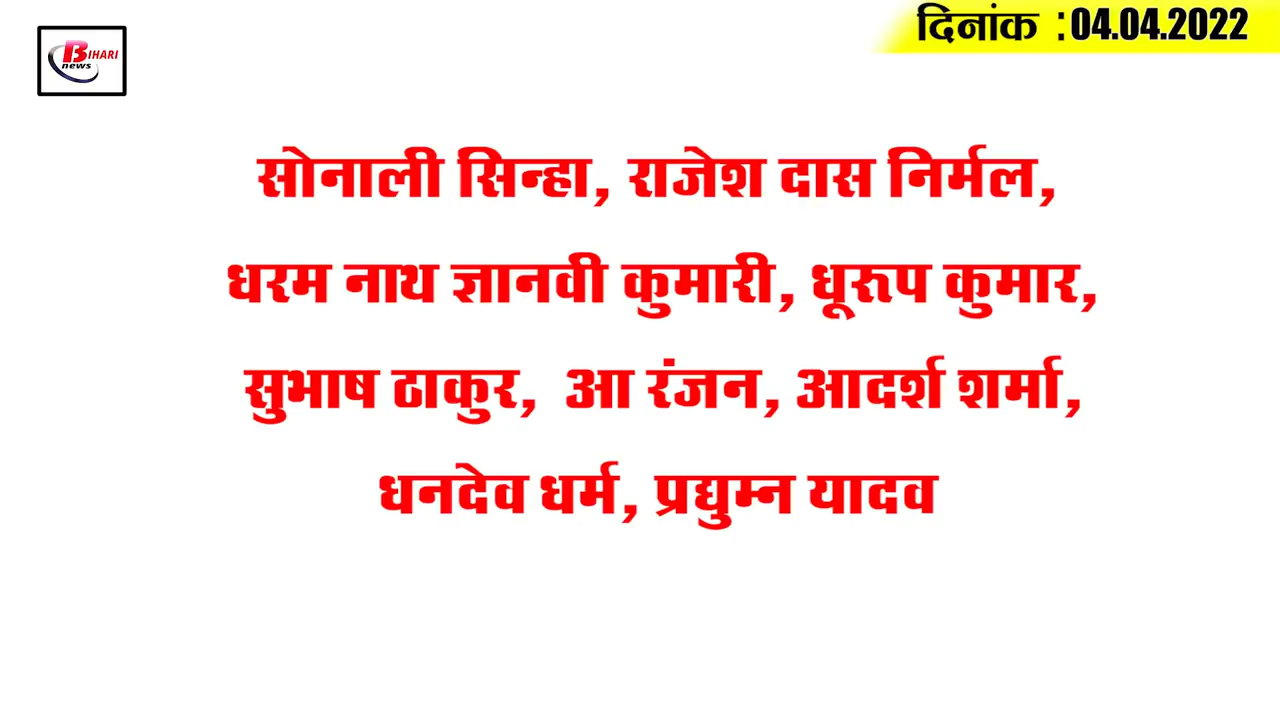 BIHARI
news
दिनांक :04.04.2022
सोनाली सिन्हा, राजेश दास निर्मल,
धरम नाथ ज्ञानवी कुमारी, धूरूप कुमार,
सुभाष ठाकुर, आ रंजन, आदर्श शर्मा,
धनदेव धर्म, प्रद्युम्न यादव